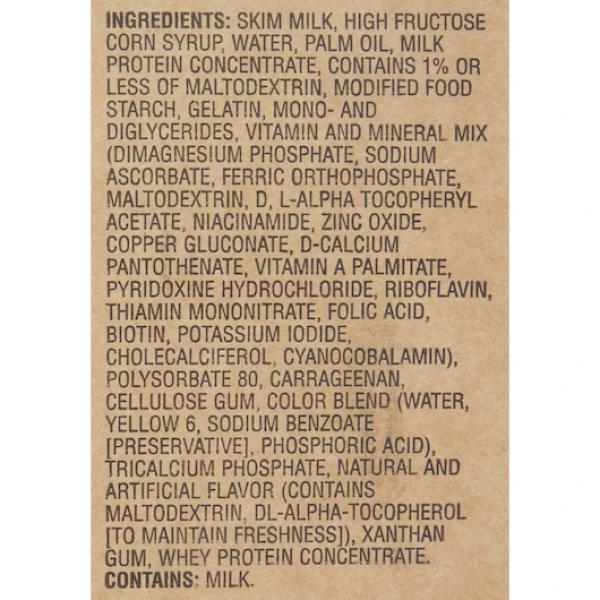 INGREDIENTS: SKIM MILK, HIGH FRUCTOSE
CORN SYRUP, WATER, PALM OIL, MILK
PROTEIN CONCENTRATE, CONTAINS 1% OR
LESS OF MALTODEXTRIN, MODIFIED FOOD
STARCH, GELATIN, MONO- AND
DIGLYCERIDES, VITAMIN AND MINERAL MIX
(DIMAGNESIUM PHOSPHATE, SODIUM
ASCORBATE, FERRIC ORTHOPHOSPHATE,
MALTODEXTRIN, D, L-ALPHA TOCOPHERYL
ACETATE, NIACINAMIDE, ZINC OXIDE,
COPPER GLUCONATE, D-CALCIUM
PANTOTHENATE, VITAMIN A PALMITATE,
PYRIDOXINE HYDROCHLORIDE, RIBOFLAVIN,
THIAMIN MONONITRATE, FOLIC ACID,
BIOTIN, POTASSIUM IODIDE,
CHOLECALCIFEROL, CYANOCOBALAMIN),
POLYSORBATE 80, CARRAGEENAN,
CELLULOSE GUM, COLOR BLEND (WATER,
YELLOW 6, SODIUM BENZOATE
[PRESERVATIVE], PHOSPHORIC ACID),
TRICALCIUM PHOSPHATE, NATURAL AND
ARTIFICIAL FLAVOR (CONTAINS
MALTODEXTRIN, DL-ALPHA-TOCOPHEROL
[TO MAINTAIN FRESHNESS]), XANTHAN
GUM, WHEY PROTEIN CONCENTRATE.
CONTAINS: MILK.